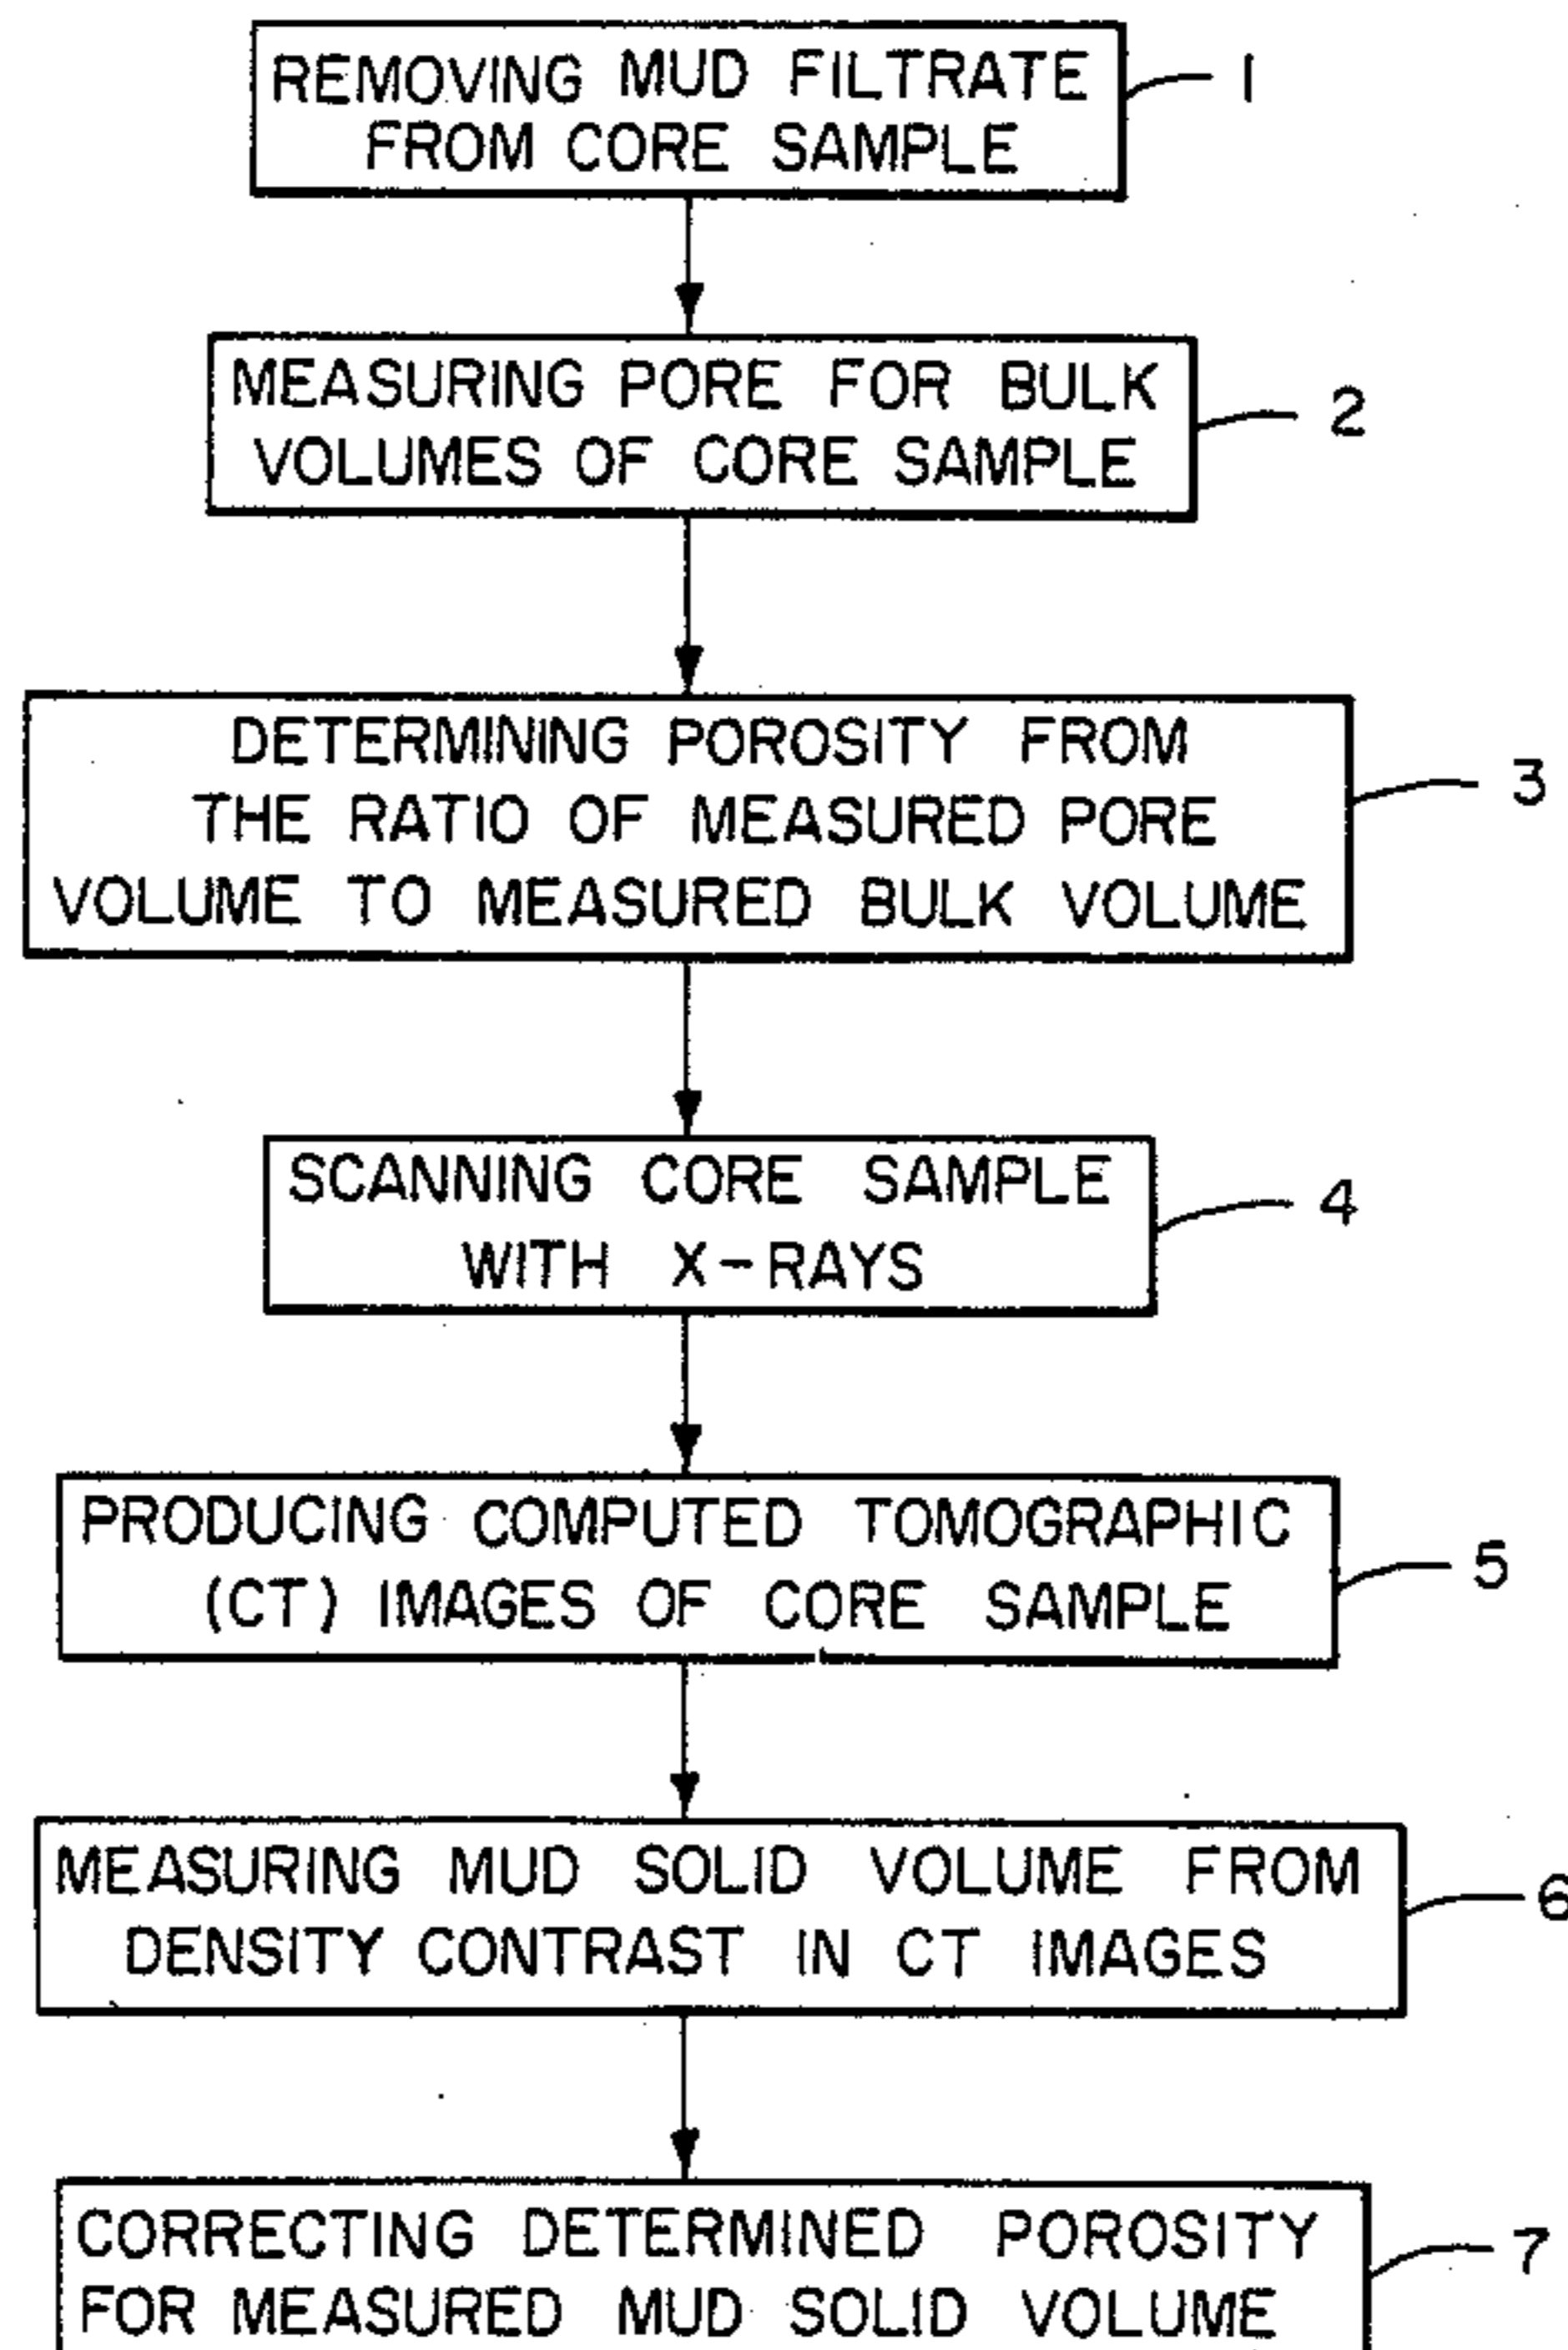 REMOVING MUD FILTRATE
FROM CORE SAMPLE
1
MEASURING PORE FOR BULK
VOLUMES OF CORE SAMPLE
2
DETERMINING POROSITY FROM
THE RATIO OF MEASURED PORE
VOLUME TO MEASURED BULK VOLUME
3
SCANNING CORE SAMPLE
WITH X-RAYS
4
PRODUCING COMPUTED TOMOGRAPHIC
(CT) IMAGES OF CORE SAMPLE
5
MEASURING MUD SOLID VOLUME FROM
DENSITY CONTRAST IN CT IMAGES
6
CORRECTING DETERMINED POROSITY
FOR MEASURED MUD SOLID VOLUME
7